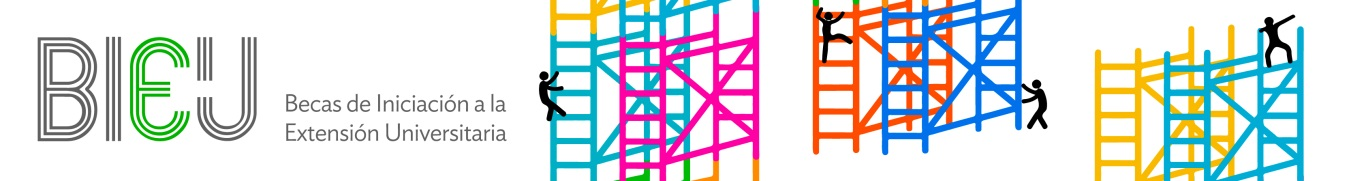 BIEU
Becas de Iniciación a la
Extensión Universitaria